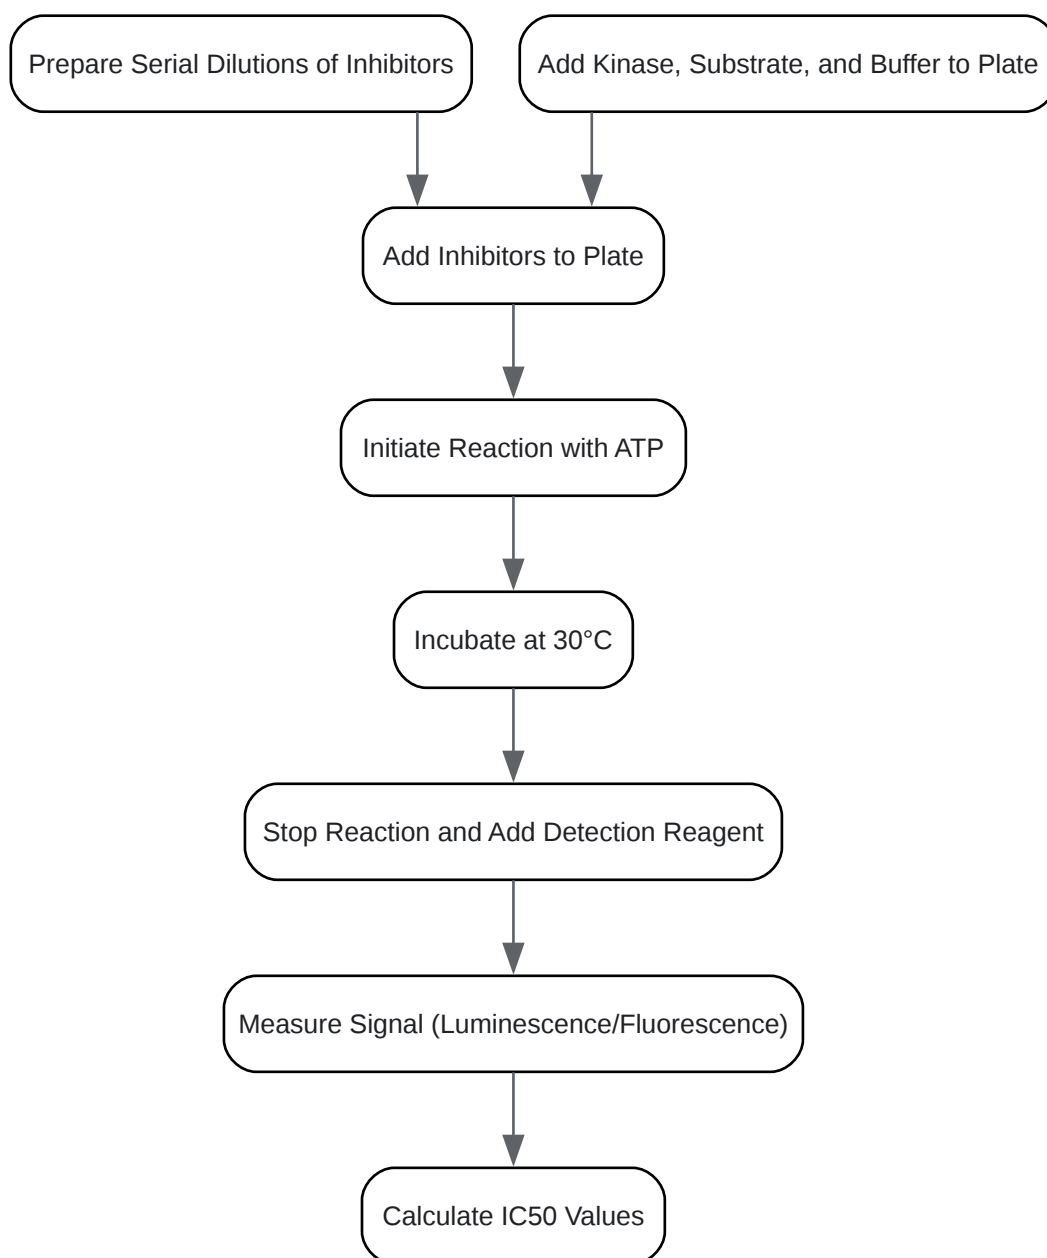 Prepare Serial Dilutions of Inhibitors
Add Kinase, Substrate, and Buffer to Plate
Add Inhibitors to Plate
Initiate Reaction with ATP
Incubate at 30°C
Stop Reaction and Add Detection Reagent
Measure Signal (Luminescence/Fluorescence)
Calculate IC50 Values